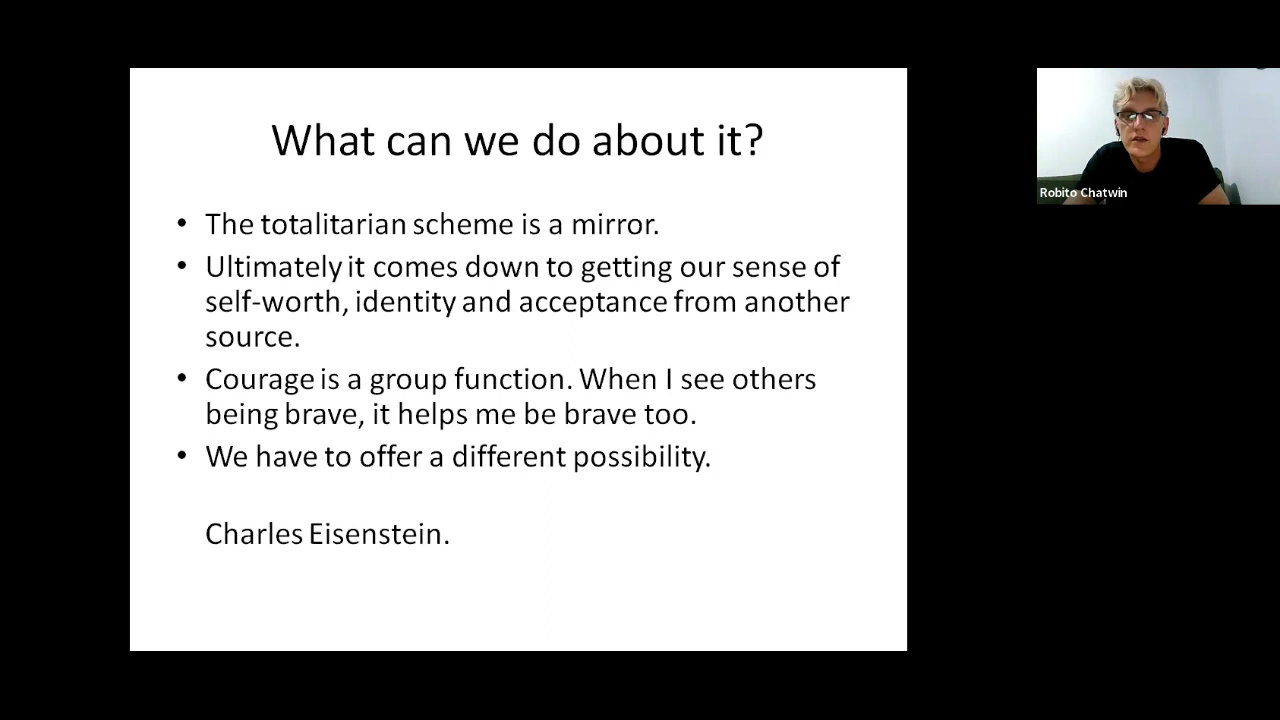 What can we do about it?
• The totalitarian scheme is a mirror.
• Ultimately it comes down to getting our sense of
self-worth, identity and acceptance from another
source.
• Courage is a group function. When I see others
being brave, it helps me be brave too.
• We have to offer a different possibility.
Charles Eisenstein.
Robito Chatwin